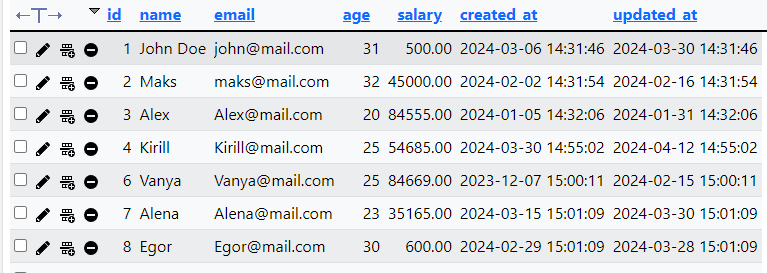 id name email age salary created_at updated_at
1 John Doe john@mail.com 31 500.00 2024-03-06 14:31:46 2024-03-30 14:31:46
2 Maks maks@mail.com 32 45000.00 2024-02-02 14:31:54 2024-02-16 14:31:54
3 Alex Alex@mail.com 20 84555.00 2024-01-05 14:32:06 2024-01-31 14:32:06
4 Kirill Kirill@mail.com 25 54685.00 2024-03-30 14:55:02 2024-04-12 14:55:02
6 Vanya Vanya@mail.com 25 84669.00 2023-12-07 15:00:11 2024-02-15 15:00:11
7 Alena Alena@mail.com 23 35165.00 2024-03-15 15:01:09 2024-03-30 15:01:09
8 Egor Egor@mail.com 30 600.00 2024-02-29 15:01:09 2024-03-28 15:01:09